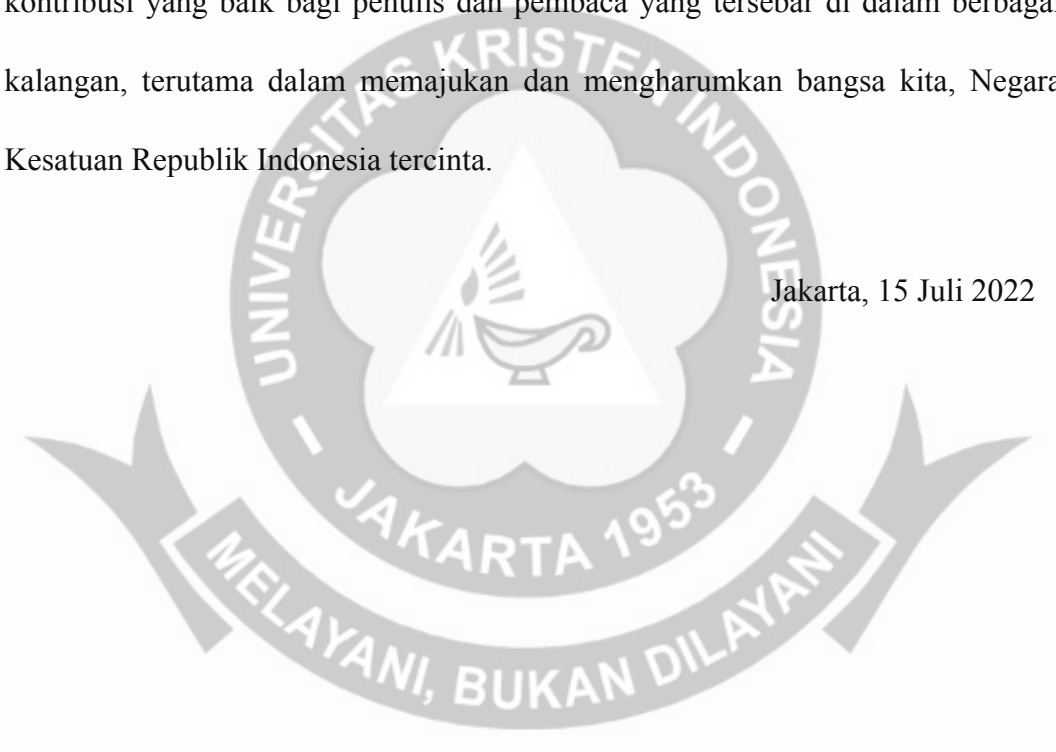 kontribusi yang baik bagi penulis dan pembaca yang tersebar di dalam berbagai
kalangan, terutama dalam memajukan dan mengharumkan bangsa kita, Negara
Kesatuan Republik Indonesia tercinta.
Jakarta, 15 Juli 2022
UNIVERSITAS KRISTEN INDONESIA
JAKARTA 1953
MELAYANI, BUKAN DILAYANI